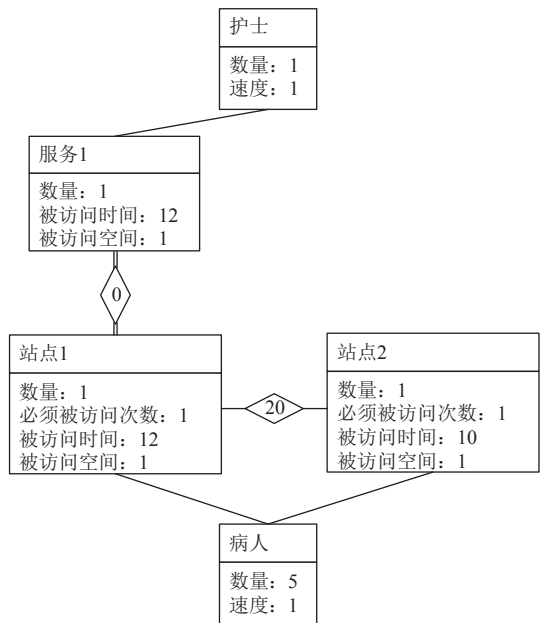 护士
数量：1
速度：1
服务1
数量：1
被访问时间：12
被访问空间：1
0
站点1
数量：1
必须被访问次数：1
被访问时间：12
被访问空间：1
20
站点2
数量：1
必须被访问次数：1
被访问时间：10
被访问空间：1
病人
数量：5
速度：1